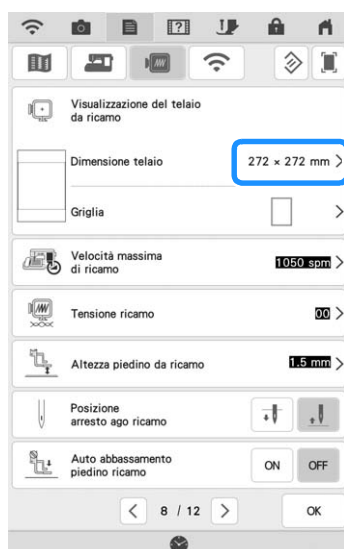 Visualizzazione del telaio
da ricamo
Dimensione telaio
272 × 272 mm
Griglia
Velocità massima
di ricamo
1050 spm
Tensione ricamo
00
Altezza piedino da ricamo
1.5 mm
Posizione
arresto ago ricamo
Auto abbassamento
piedino ricamo
ON
OFF
8 / 12
OK